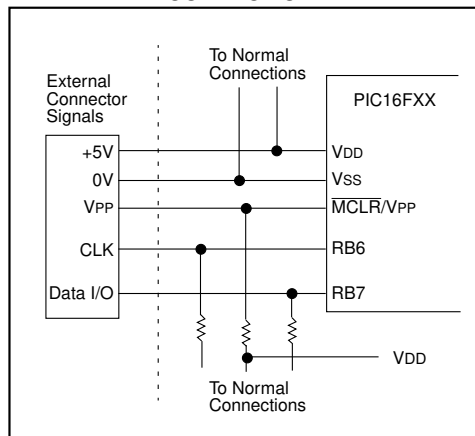 To Normal
Connections
External
Connector
Signals
PIC16FXX
+5V
VDD
0V
VSS
VPP
MCLR/VPP
CLK
RB6
Data I/O
RB7
VDD
To Normal
Connections